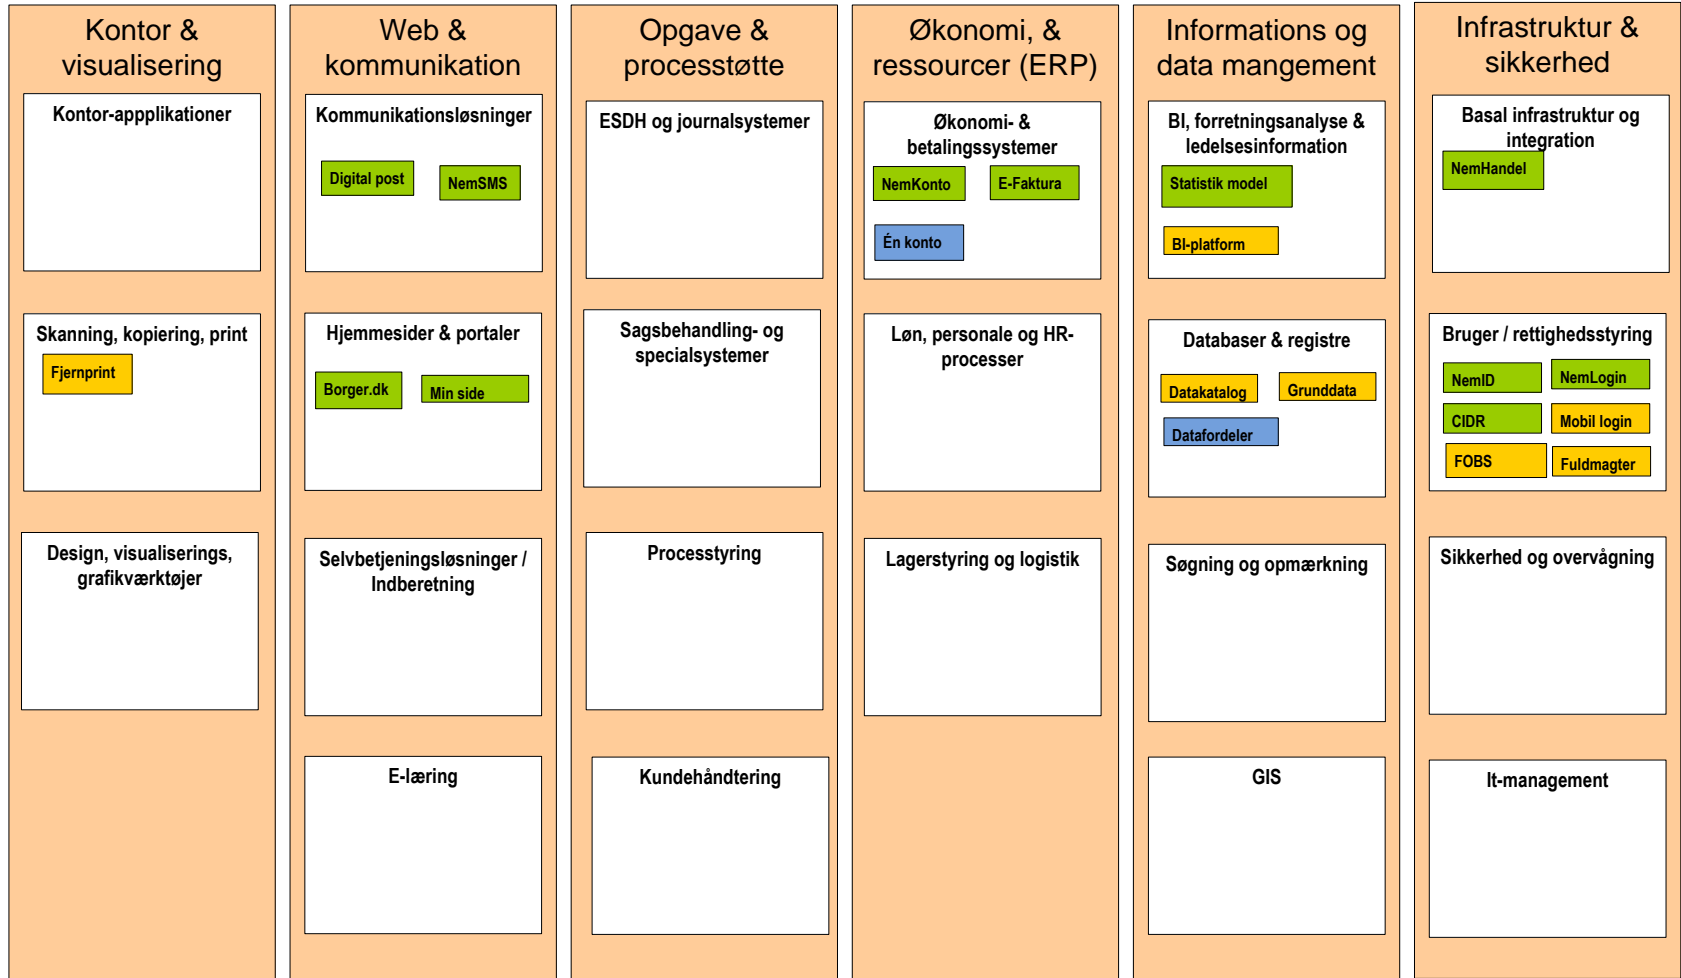 Kontor &
visualisering
Kontor-appplikationer
Skanning, kopiering, print
Fjernprint
Design, visualiserings,
grafikværktøjer
Web &
kommunikation
Kommunikationsløsninger
Digital post
NemSMS
Hjemmesider & portaler
Borger.dk
Min side
Selvbetjeningsløsninger /
Indberetning
E-læring
Opgave &
processtøtte
ESDH og journalsystemer
Sagsbehandling- og
specialsystemer
Processtyring
Kundehåndtering
Økonomi, &
ressourcer (ERP)
Økonomi- &
betalingssystemer
NemKonto
E-Faktura
Én konto
Løn, personale og HR-
processer
Lagerstyring og logistik
Informations og
data mangement
BI, forretningsanalyse &
ledelsesinformation
Statistik model
BI-platform
Databaser & registre
Datakatalog
Grunddata
Datafordeler
Søgning og opmærkning
GIS
Infrastruktur &
sikkerhed
Basal infrastruktur og
integration
NemHandel
Bruger / rettighedsstyring
NemID
NemLogin
CIDR
Mobil login
FOBS
Fuldmagter
Sikkerhed og overvågning
It-management